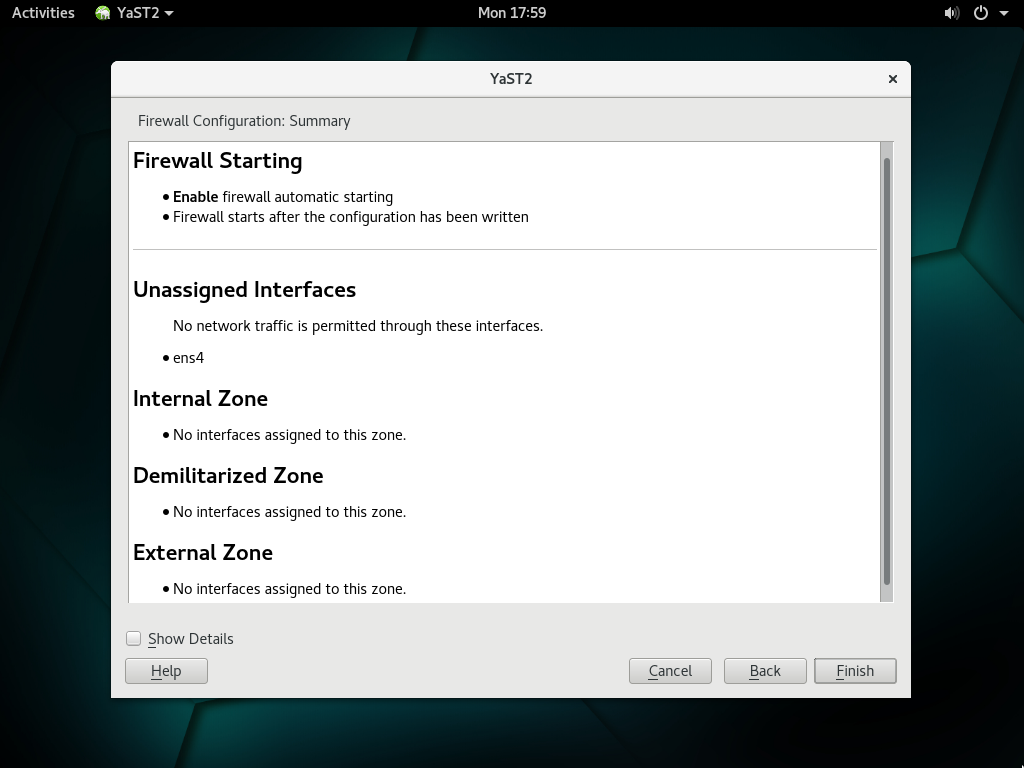 Activities YaST2 Mon 17:59
YaST2
Firewall Configuration: Summary
Firewall Starting
Enable firewall automatic starting
Firewall starts after the configuration has been written
Unassigned Interfaces
No network traffic is permitted through these interfaces.
ens4
Internal Zone
No interfaces assigned to this zone.
Demilitarized Zone
No interfaces assigned to this zone.
External Zone
No interfaces assigned to this zone.
Show Details
Help Cancel Back Finish